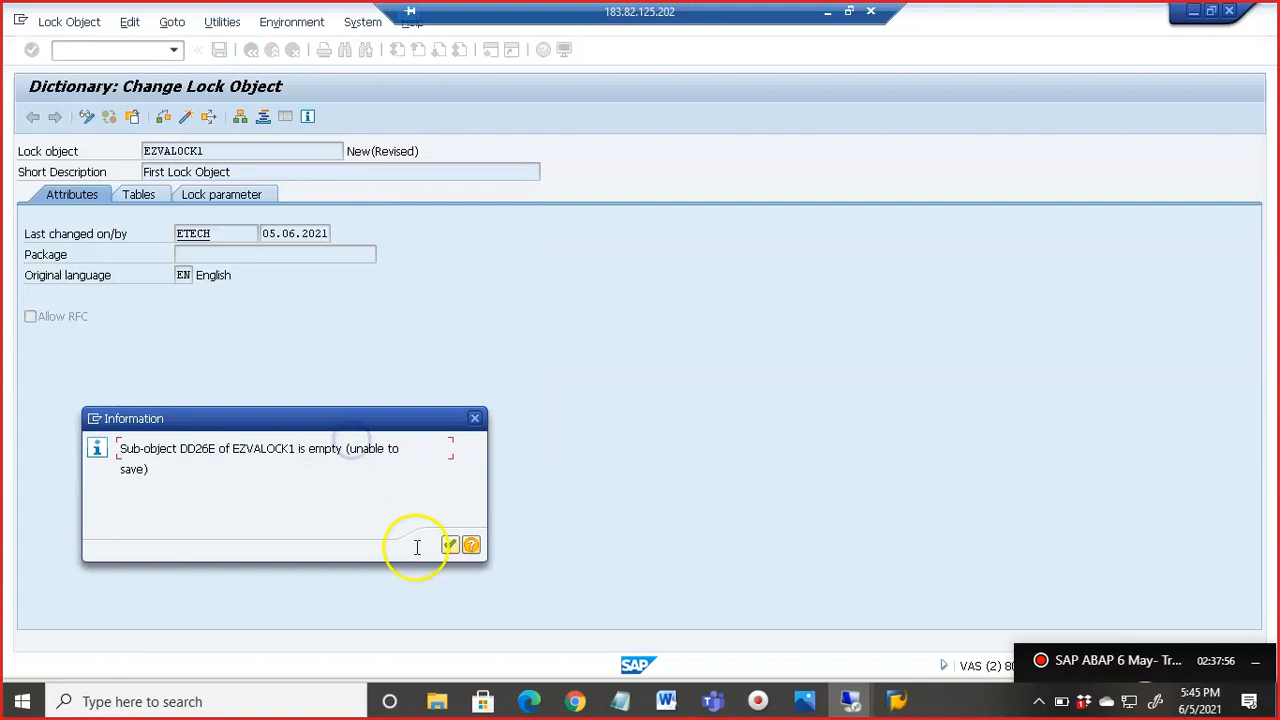 183.82.125.202
Lock Object Edit Goto Utilities Environment System
Dictionary: Change Lock Object
Lock object EZVALOCK1 New(Revised)
Short Description First Lock Object
Attributes Tables Lock parameter
Last changed on/by ETECH 05.06.2021
Package
Original language EN English
Allow RFC
Information
Sub-object DD26E of EZVALOCK1 is empty (unable to
save)
SAP
VAS (2) 80
SAP ABAP 6 May- Tr... 02:37:56
Type here to search
5:45 PM
6/5/2021